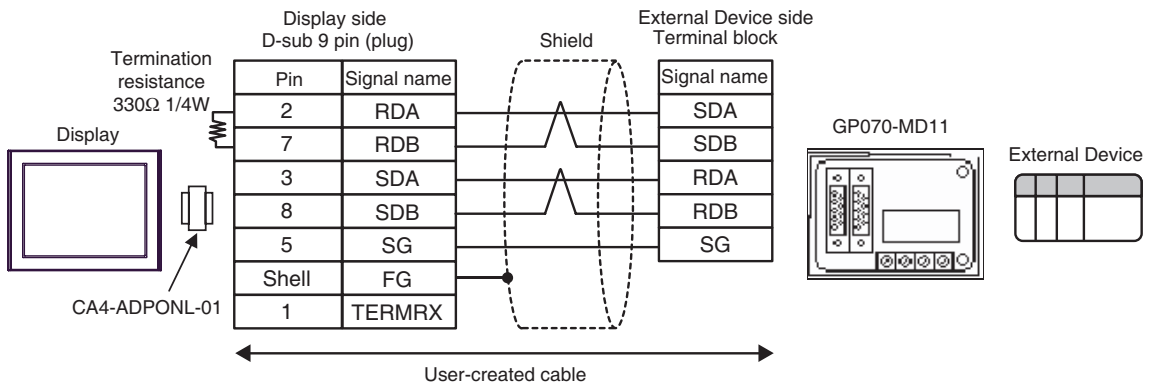 Display side
D-sub 9 pin (plug)
Shield
External Device side
Terminal block
Termination
resistance
330Ω 1/4W
Pin Signal name
Signal name
2 RDA
SDA
7 RDB
SDB
3 SDA
RDA
8 SDB
RDB
5 SG
SG
Shell FG
1 TERMRX
Display
CA4-ADPONL-01
GP070-MD11
External Device
User-created cable